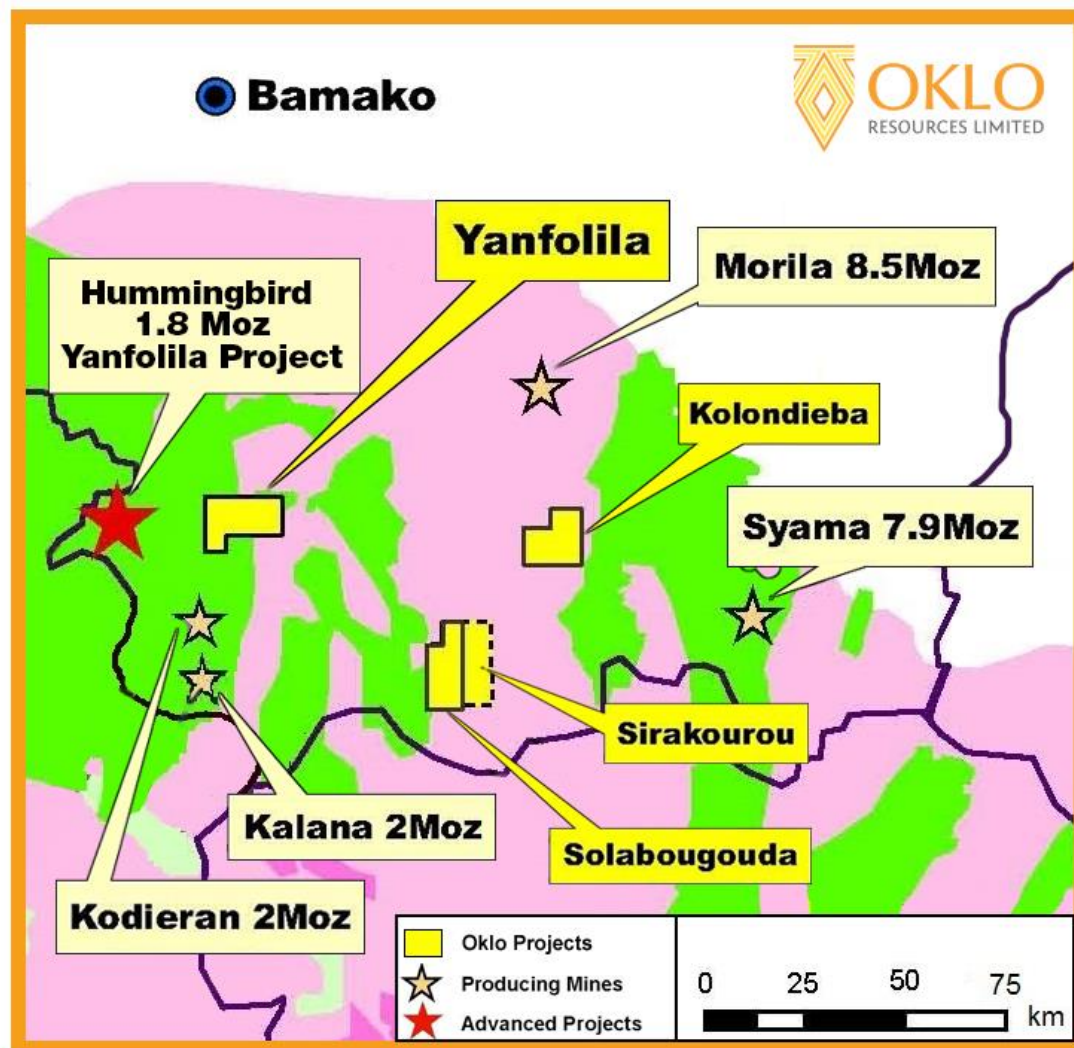 Bamako
OKLO
RESOURCES LIMITED
Yanfolila
Morila 8.5Moz
Hummingbird
1.8 Moz
Yanfolila Project
Kolondieba
Syama 7.9Moz
Sirakourou
Kalana 2Moz
Solabougouda
Kodieran 2Moz
Oklo Projects
Producing Mines
Advanced Projects
0 25 50 75
km